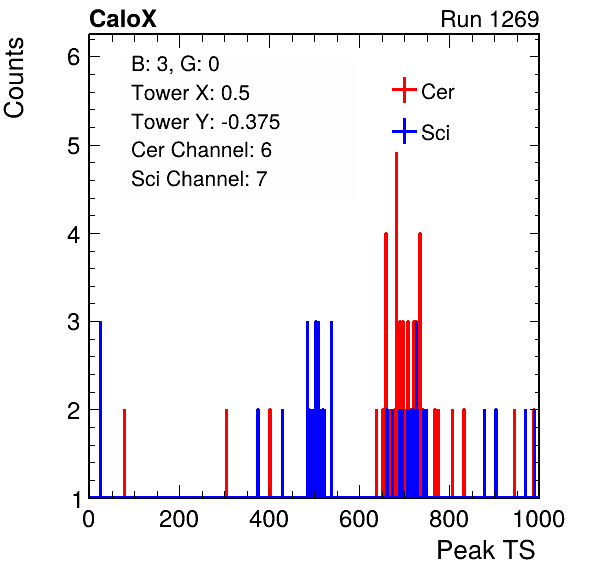 CaloX Run 1269
Counts
B: 3, G: 0
Tower X: 0.5
Tower Y: -0.375
Cer Channel: 6
Sci Channel: 7
Cer
Sci
6
5
4
3
2
1
0 200 400 600 800 1000
Peak TS